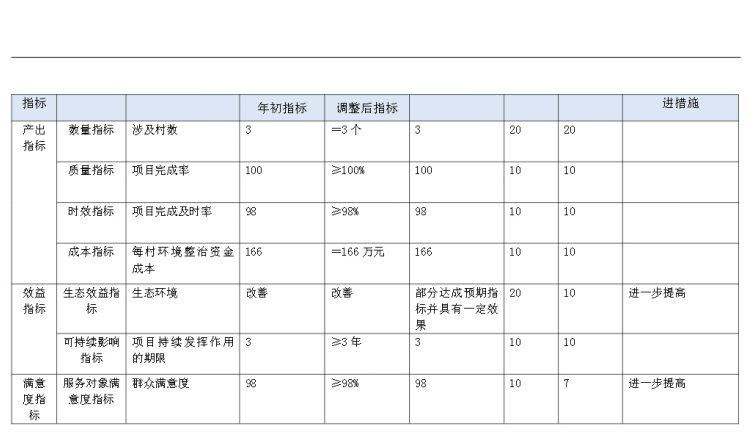 指标 年初指标 调整后指标 进措施
产出指标 数量指标 涉及村数 3 =3 个 3 20 20
质量指标 项目完成率 100 ≥100% 100 10 10
时效指标 项目完成及时率 98 ≥98% 98 10 10
成本指标 每村环境整治资金成本 166 =166 万元 166 10 10
效益指标 生态效益指标 生态环境 改善 改善 部分达成预期指标并具有一定效果 20 10 进一步提高
可持续影响指标 项目持续发挥作用的期限 3 ≥3 年 3 10 10
满意度指标 服务对象满意度指标 群众满意度 98 ≥98% 98 10 7 进一步提高